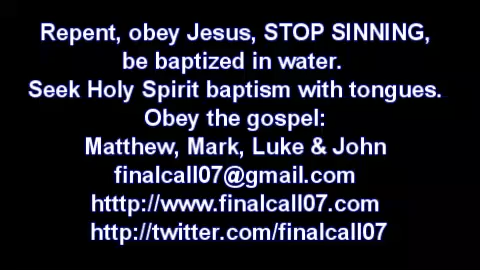 Repent, obey Jesus, STOP SINNING,
be baptized in water.
Seek Holy Spirit baptism with tongues.
Obey the gospel:
Matthew, Mark, Luke & John
finalcall07@gmail.com
htttp://www.finalcall07.com
http://twitter.com/finalcall07